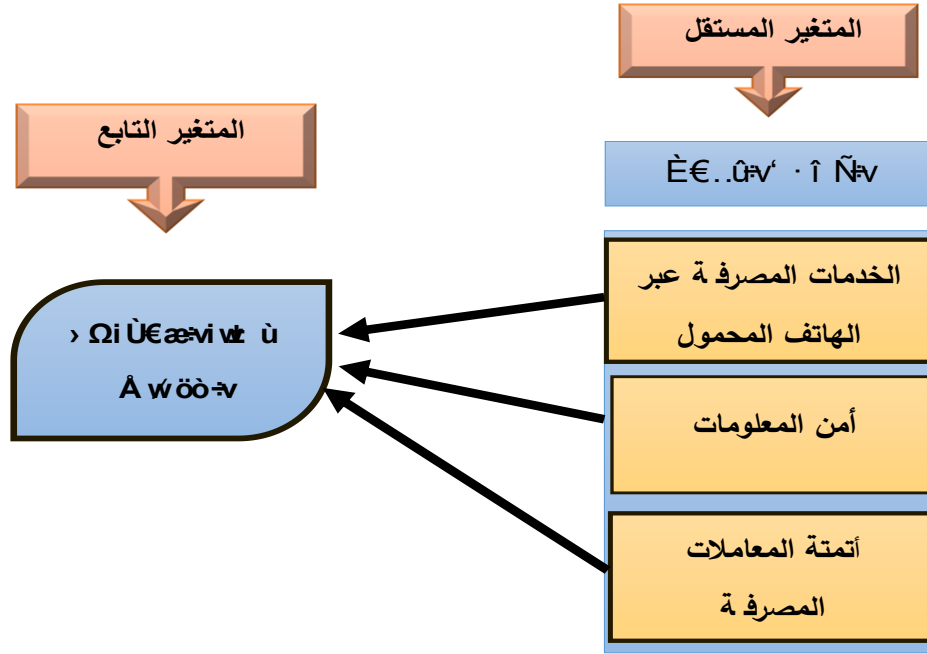 المتغير المستقل
المتغير التابع
الخدمات المصرفية عبر
الهاتف المحمول
أمن المعلومات
أتمتة المعاملات
المصرفية